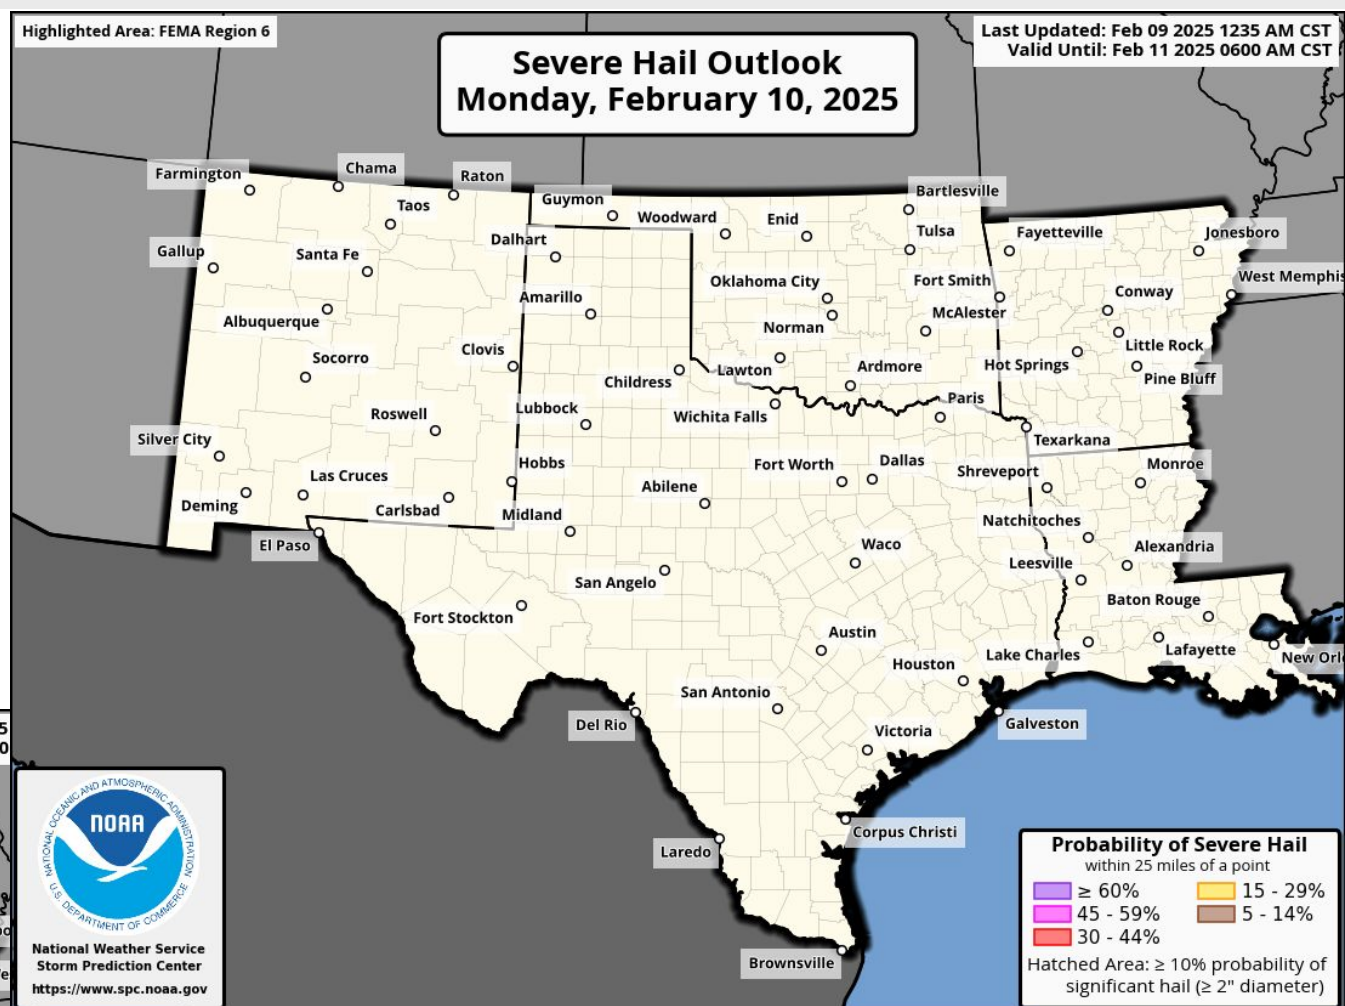 Highlighted Area: FEMA Region 6
Last Updated: Feb 09 2025 1235 AM CST
Valid Until: Feb 11 2025 0600 AM CST
Severe Hail Outlook
Monday, February 10, 2025
Farmington
Chama
Raton
Taos
Guymon
Woodward
Enid
Bartlesville
Tulsa
Fayetteville
Jonesboro
Gallup
Santa Fe
Dalhart
Oklahoma City
Fort Smith
West Memphis
Albuquerque
Amarillo
Norman
McAlester
Conway
Little Rock
Socorro
Clovis
Childress
Lawton
Ardmore
Hot Springs
Pine Bluff
Roswell
Lubbock
Wichita Falls
Paris
Silver City
Texarkana
Las Cruces
Hobbs
Fort Worth
Dallas
Shreveport
Monroe
Deming
Carlsbad
Midland
Abilene
Natchitoches
El Paso
San Angelo
Waco
Leesville
Alexandria
Fort Stockton
Austin
Baton Rouge
Houston
Lake Charles
Lafayette
New Orl
San Antonio
Del Rio
Victoria
Galveston
Laredo
Corpus Christi
Brownsville
5
0
NATIONAL OCEANIC AND ATMOSPHERIC ADMINISTRATION
NOAA
U.S. DEPARTMENT OF COMMERCE
National Weather Service
Storm Prediction Center
https://www.spc.noaa.gov
Probability of Severe Hail
within 25 miles of a point
≥ 60%
15 - 29%
45 - 59%
5 - 14%
30 - 44%
Hatched Area: ≥ 10% probability of
significant hail (≥ 2" diameter)